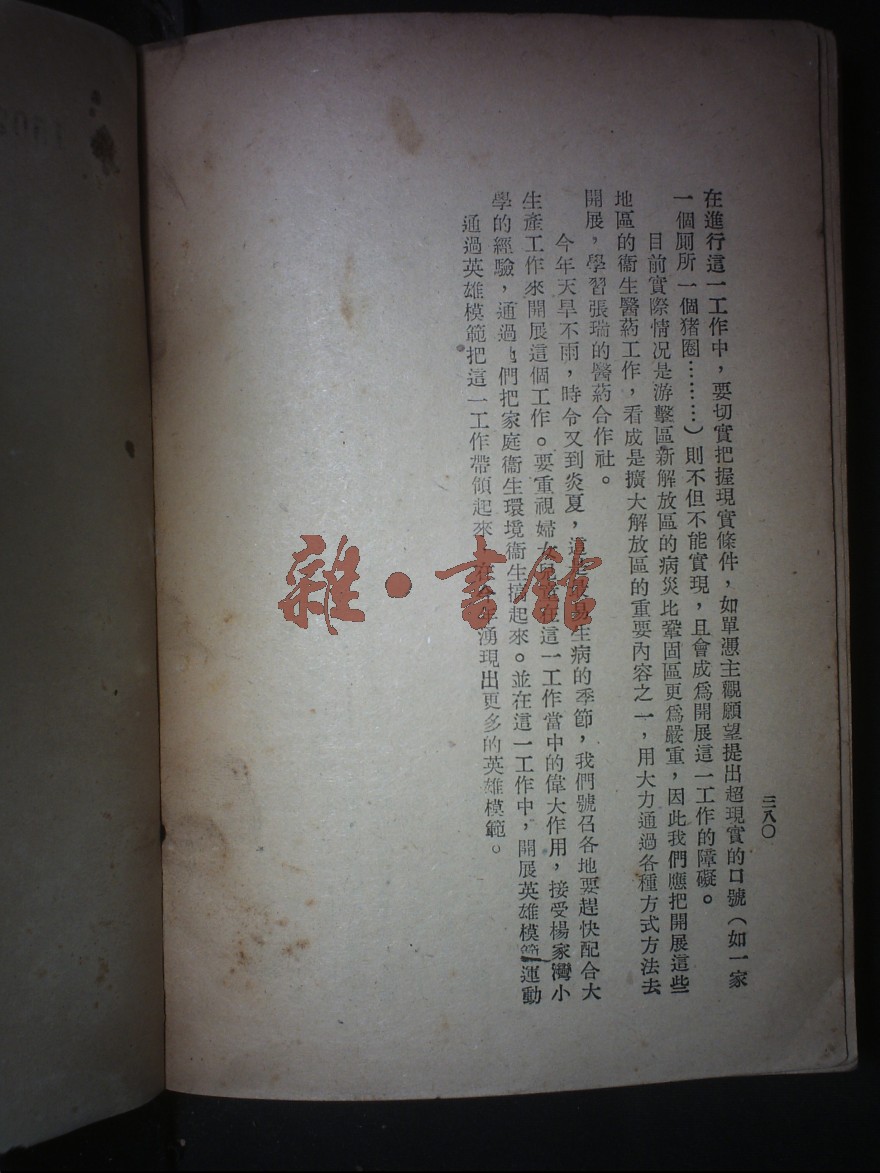 三八〇
在進行這一工作中，要切實把握現實條件，如單憑主觀願望提出超現實的口號（如一家
一個厠所一個猪圈………）則不但不能實現，且會成爲開展這一工作的障礙。
目前實際情况是游擊區新解放區的病災比鞏固區更爲嚴重，因此我們應把開展這些
地區的衞生醫葯工作，看成是擴大解放區的重要內容之一，用大力通過各種方式方法去
開展，學習張瑞的醫葯合作社。
今年天旱不雨，時令又到炎夏，這是最易生病的季節，我們號召各地要趕快配合大
生產工作來開展這個工作。要重視婦女在這一工作當中的偉大作用，接受楊家灣小
學的經驗，通過他們把家庭衞生環境衞生搞起來。並在這一工作中，開展英雄模範運動
通過英雄模範把這一工作帶領起來，在湧現出更多的英雄模範。
雜·書館